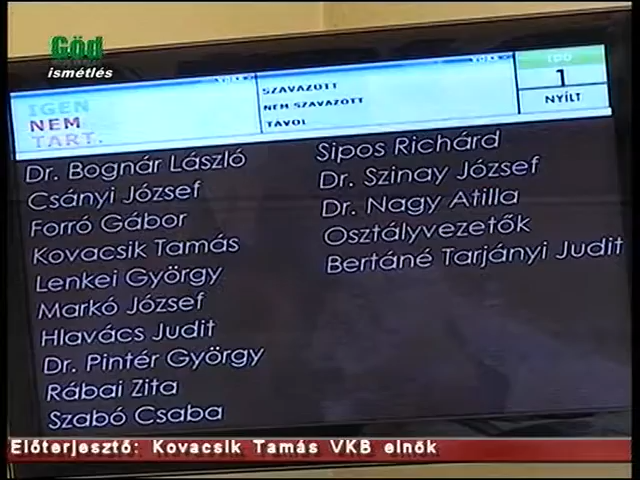 Göd
ismétlés
IGEN
NEM
TART.
SZAVAZOTT
NEM SZAVAZOTT
TÁVOL
IDŐ
1
NYÍLT
Dr. Bognár László
Csányi József
Forró Gábor
Kovacsik Tamás
Lenkei György
Markó József
Hlavács Judit
Dr. Pintér György
Rábai Zita
Szabó Csaba
Sipos Richárd
Dr. Szinay József
Dr. Nagy Atilla
Osztályvezetők
Bertáné Tarjányi Judit
Előterjesztő: Kovacsik Tamás VKB elnök